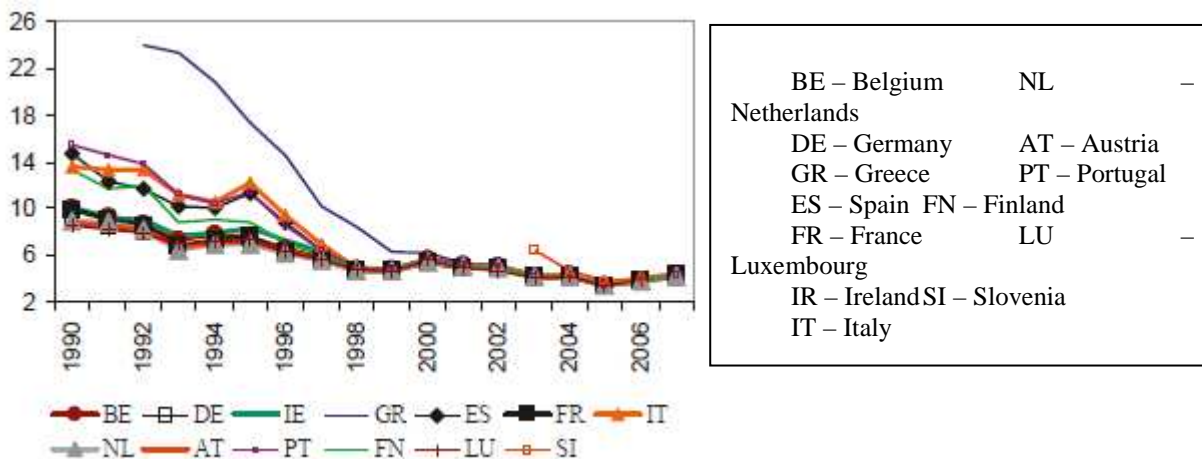 26
22
18
14
10
6
2
1990
1992
1994
1996
1998
2000
2002
2004
2006
BE DE IE GR ES FR IT
NL AT PT FN LU SI
BE – Belgium NL –
Netherlands
DE – Germany AT – Austria
GR – Greece PT – Portugal
ES – Spain FN – Finland
FR – France LU –
Luxembourg
IR – IrelandSI – Slovenia
IT – Italy